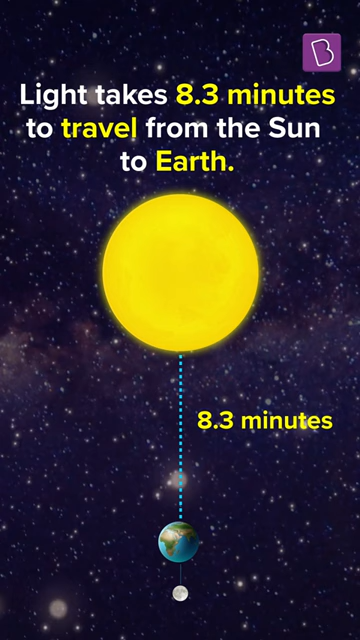 B
Light takes 8.3 minutes
to travel from the Sun
to Earth.
8.3 minutes